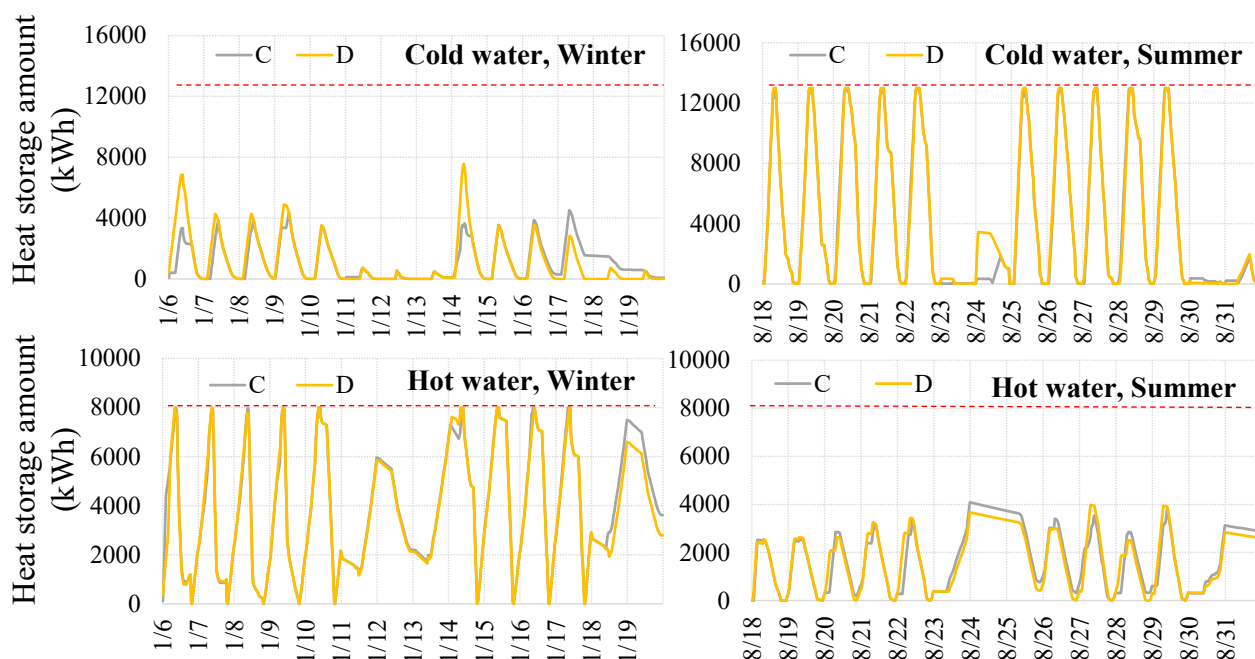 Heat storage amount
(kWh)
C D Cold water, Winter
16000
12000
8000
4000
0
1/6 1/7 1/8 1/9 1/10 1/11 1/12 1/13 1/14 1/15 1/16 1/17 1/18 1/19
C D Cold water, Summer
16000
12000
8000
4000
0
8/18 8/19 8/20 8/21 8/22 8/23 8/24 8/25 8/26 8/27 8/28 8/29 8/30 8/31
Heat storage amount
(kWh)
C D Hot water, Winter
10000
8000
6000
4000
2000
0
1/6 1/7 1/8 1/9 1/10 1/11 1/12 1/13 1/14 1/15 1/16 1/17 1/18 1/19
C D Hot water, Summer
10000
8000
6000
4000
2000
0
8/18 8/19 8/20 8/21 8/22 8/23 8/24 8/25 8/26 8/27 8/28 8/29 8/31